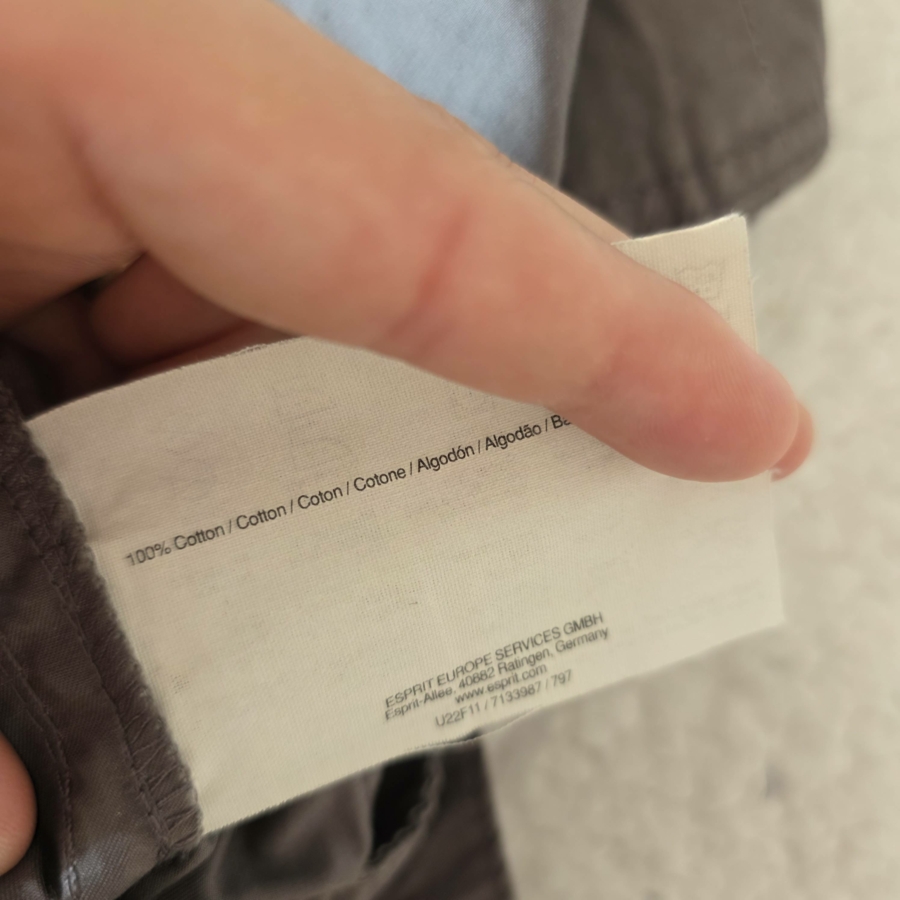 100% Cotton / Cotton / Coton / Cotone / Algodón / Algodão /
ESPRIT EUROPE SERVICES GMBH
Esprit-Allee, 40882 Ratingen, Germany
www.esprit.com
U22F11 / 7133987 / 797